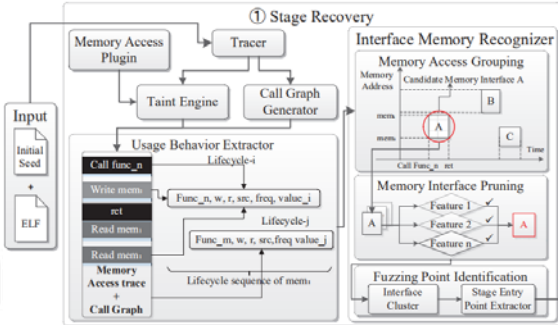 ① Stage Recovery
Memory Access
Plugin
Tracer
Taint Engine
Call Graph
Generator
Input
Initial
Seed
+
ELF
Usage Behavior Extractor
Call func_n
Lifecycle-i
Write mem
Func_n, w, r, src, freq, value_i
ret
Read mem
Lifecycle-j
Read mem
Func_m, w, r, src,freq value_j
Memory
Access trace
+
Call Graph
Lifecycle sequence of mem
Interface Memory Recognizer
Memory Access Grouping
Memory
Address
Candidate Memory Interface A
B
mem
A
mem
C
Time
Call Func_n ret
Memory Interface Pruning
A
Feature 1 ✓
Feature 2 ✓
Feature n ✓
A
Fuzzing Point Identification
Interface
Cluster
Stage Entry
Point Extractor